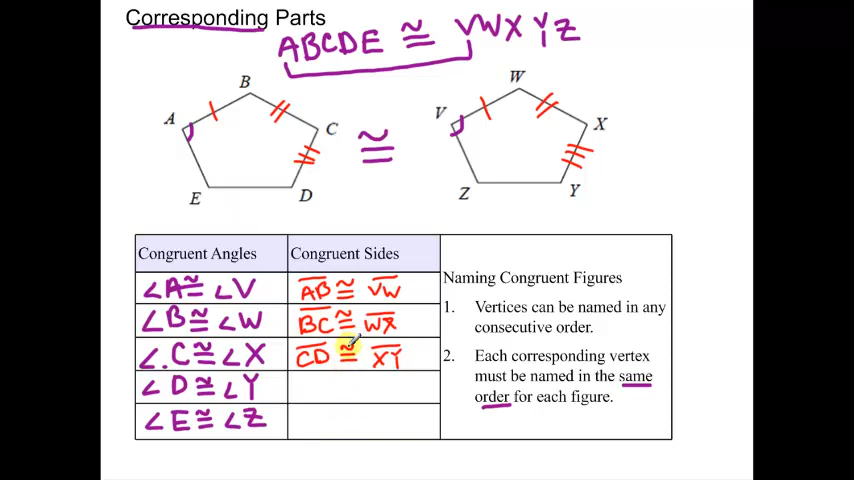 Corresponding Parts
ABCDE ≅ VWXYZ
B
A
C
E
D
≅
W
V
X
Z
Y
Congruent Angles
Congruent Sides
∠A ≅ ∠V
AB ≅ VW
∠B ≅ ∠W
BC ≅ WX
∠C ≅ ∠X
CD ≅ XY
∠D ≅ ∠Y
∠E ≅ ∠Z
Naming Congruent Figures
1. Vertices can be named in any
consecutive order.
2. Each corresponding vertex
must be named in the same
order for each figure.